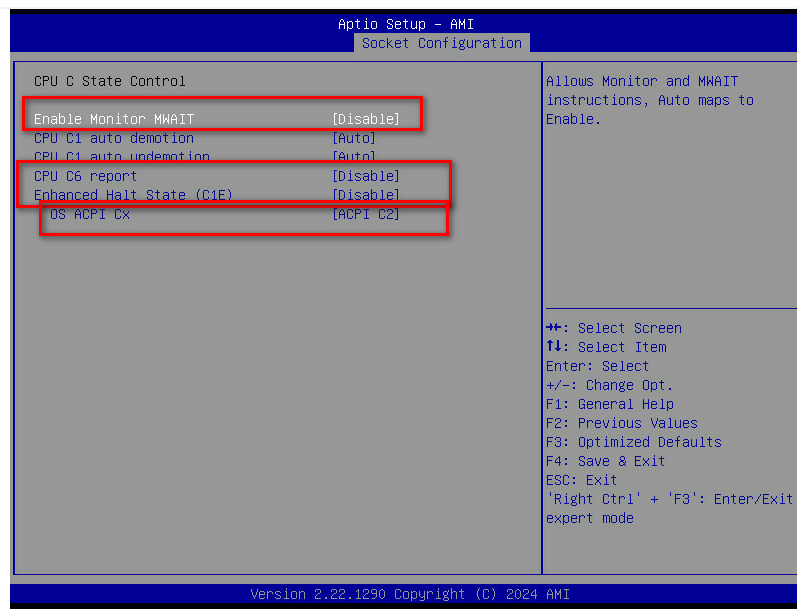 Aptio Setup – AMI
Socket Configuration
CPU C State Control
Enable Monitor MWAIT [Disable]
CPU C1 auto demotion [Auto]
CPU C1 auto undemotion [Auto]
CPU C6 report [Disable]
Enhanced Halt State (C1E) [Disable]
OS ACPI Cx [ACPI C2]
Allows Monitor and MWAIT
instructions, Auto maps to
Enable.
→←: Select Screen
↑↓: Select Item
Enter: Select
+/-: Change Opt.
F1: General Help
F2: Previous Values
F3: Optimized Defaults
F4: Save & Exit
ESC: Exit
'Right Ctrl' + 'F3': Enter/Exit
expert mode
Version 2.22.1290 Copyright (C) 2024 AMI